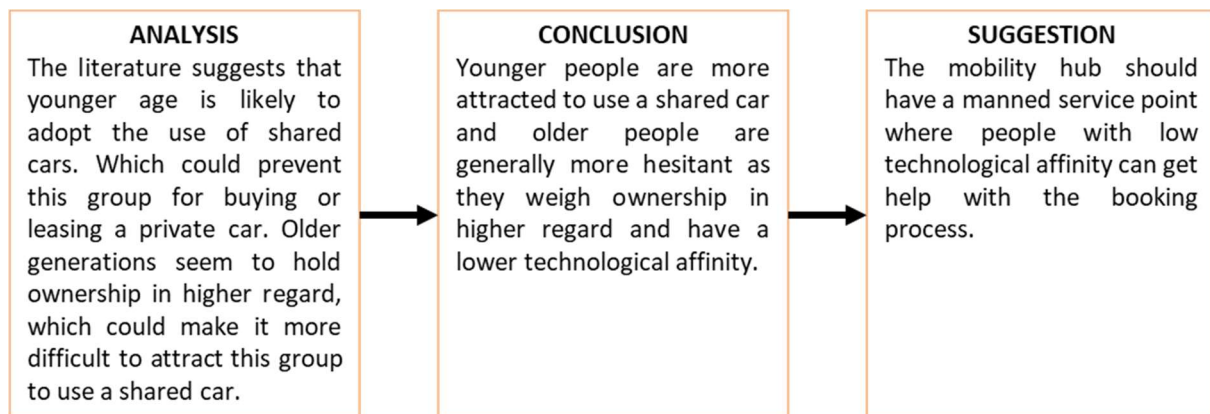 ANALYSIS
The literature suggests that
younger age is likely to
adopt the use of shared
cars. Which could prevent
this group for buying or
leasing a private car. Older
generations seem to hold
ownership in higher regard,
which could make it more
difficult to attract this group
to use a shared car.
CONCLUSION
Younger people are more
attracted to use a shared car
and older people are
generally more hesitant as
they weigh ownership in
higher regard and have a
lower technological affinity.
SUGGESTION
The mobility hub should
have a manned service point
where people with low
technological affinity can get
help with the booking
process.